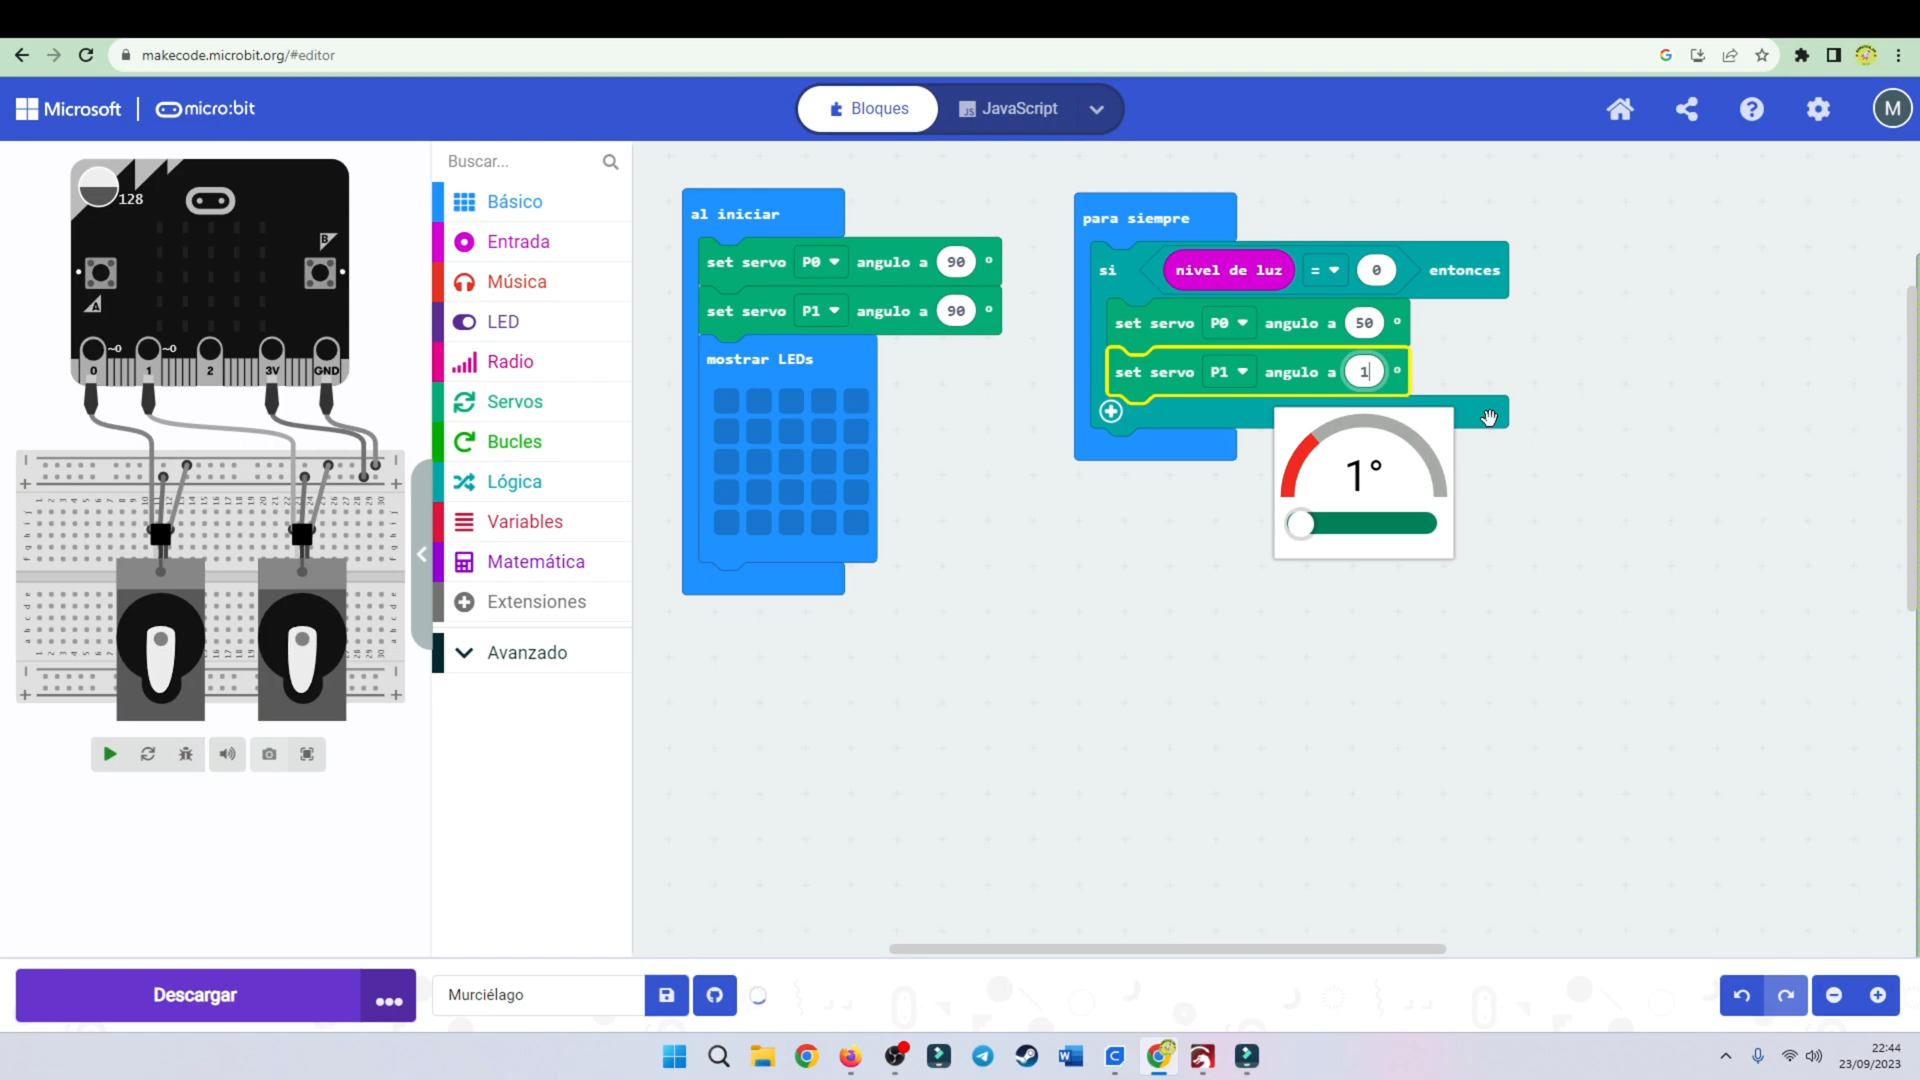 makecode.microbit.org/#editor
Microsoft
micro:bit
Bloques
JS
JavaScript
M
128
B
A
~0
~0
0
1
2
3V
GND
Buscar...
Básico
Entrada
Música
LED
Radio
Servos
Bucles
Lógica
Variables
Matemática
Extensiones
Avanzado
al iniciar
set servo P0 angulo a 90 °
set servo P1 angulo a 90 °
mostrar LEDs
para siempre
si nivel de luz = 0 entonces
set servo P0 angulo a 50 °
set servo P1 angulo a 1 °
1°
Descargar
Murciélago
22:44
23/09/2023